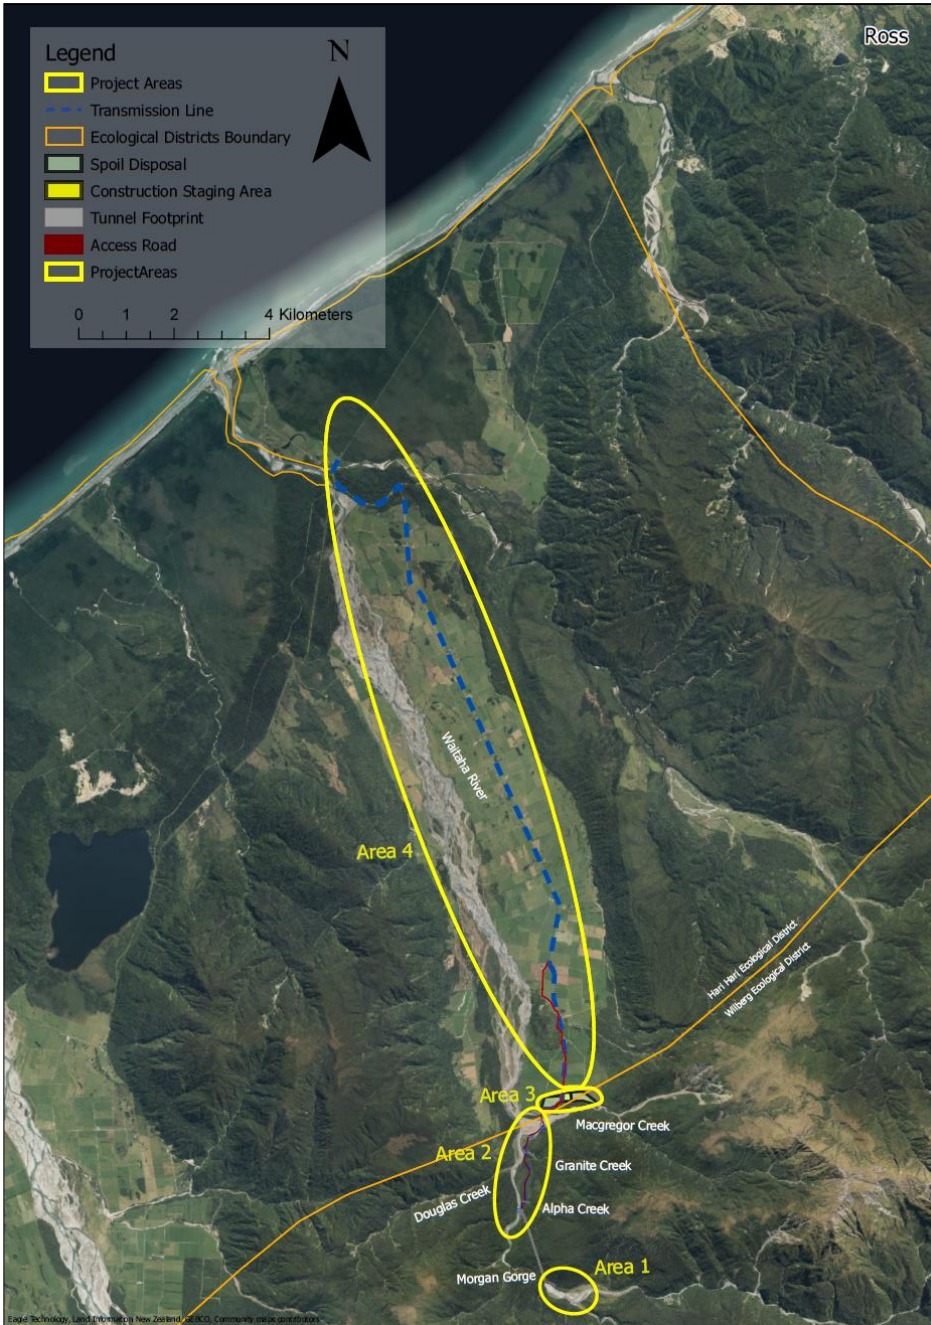 Ross
Legend
N
Project Areas
Transmission Line
Ecological Districts Boundary
Spoil Disposal
Construction Staging Area
Tunnel Footprint
Access Road
ProjectAreas
0 2 4 Kilometers
Waitaha River
Area 4
Hari Hari Ecological District
Wilberg Ecological District
Area 3
Macgregor Creek
Area 2
Granite Creek
Douglas Creek
Alpha Creek
Area 1
Morgan Gorge
Eagle Technology, Land Information New Zealand, GEBCO, Community maps contributors